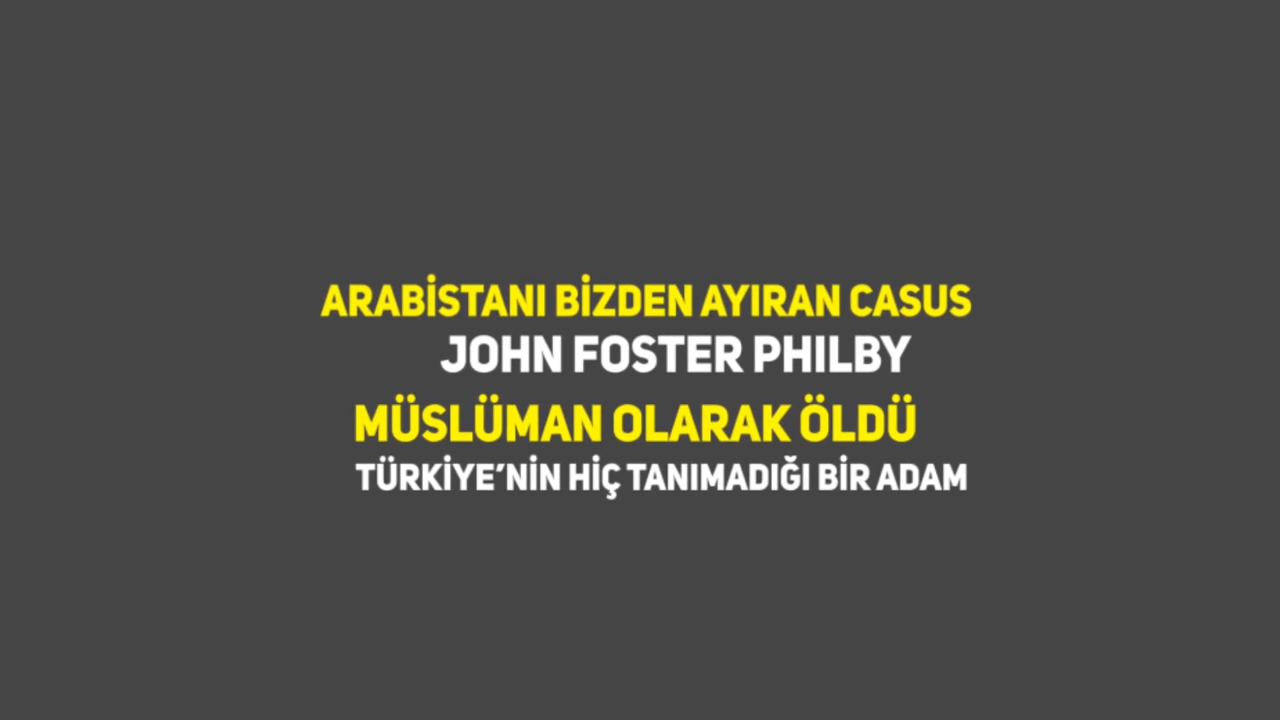 ARABİSTANI BİZDEN AYIRAN CASUS
JOHN FOSTER PHILBY
MÜSLÜMAN OLARAK ÖLDÜ
TÜRKİYE'NİN HİÇ TANIMADIĞI BİR ADAM